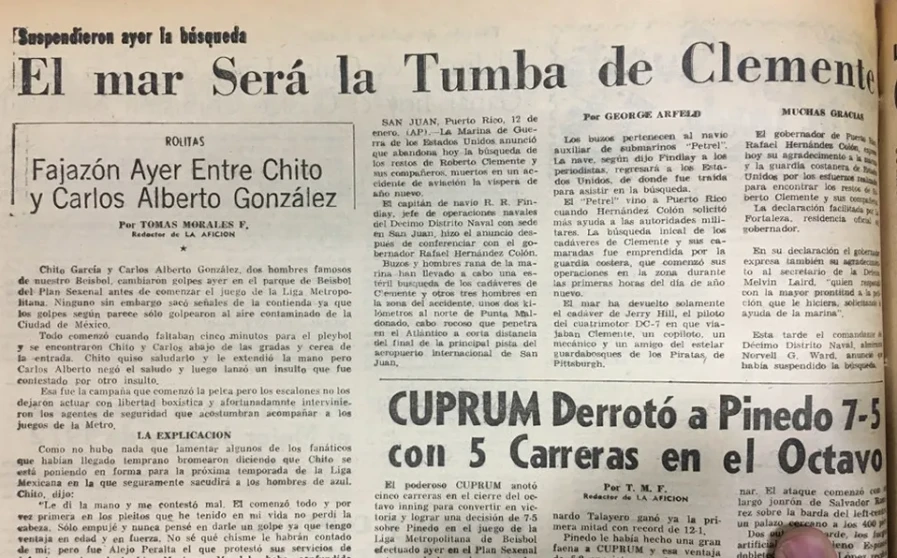 Suspendieron ayer la búsqueda
El mar Será la Tumba de Clemente
ROLITAS
Fajazón Ayer Entre Chito
y Carlos Alberto González
Por TOMAS MORALES F,
Redactor de LA AFICION
Chito García y Carlos Alberto González, dos hombres famosos
de nuestro Beisbol, cambiaron golpes ayer en el parque de Beisbol
del Plan Sexenal antes de comenzar el juego de la Liga Metropo-
litana. Ninguno sin embargo sacó señales de la contienda ya que
los golpes según parece sólo golpearon al aire contaminado de la
Ciudad de México.
Todo comenzó cuando faltaban cinco minutos para el pleybol
y se encontraron Chito y Carlos abajo de las gradas y cerca de
la entrada. Chito quiso saludarlo y le extendió la mano pero
Carlos Alberto negó el saludo y luego lanzó un insulto que fue
contestado por otro insulto.
Esa fue la campaña que comenzó la pelea pero los escalones no los
dejaron actuar con libertad boxística y afortunadamnte intervinie-
ron los agentes de seguridad que acostumbran acompañar a los
juegos de la Metro.
LA EXPLICACION
Como no hubo nada que lamentar algunos de los fanáticos
que habían llegado temprano bromearon diciendo que Chito se
está poniendo en forma para la próxima temporada de la Liga
Mexicana en la que seguramente sacudirá a los hombres de azul.
Chito, dijo:
"Le dí la mano y me contestó mal. El comenzó todo y por
vez primera en los pleitos que he tenido en mi vida no perdí la
cabeza. Sólo empujé y nunca pensé en darle un golpe ya que tengo
ventaja en edad y en fuerza. No sé qué chisme le habrán contado
de mí; pero fue Alejo Peralta el que protestó sus servicios de
SAN JUAN, Puerto Rico, 12 de
enero. (AP).—La Marina de Gue-
rra de los Estados Unidos anunció
que abandona hoy la búsqueda de
los restos de Roberto Clemente y
sus compañeros, muertos en un ac-
cidente de aviación la víspera de
año nuevo.
El capitán de navío R. R. Fin-
dlay, jefe de operaciones navales
del Décimo Distrito Naval con sede
en San Juan, hizo el anuncio des-
pués de conferenciar con el go-
bernador Rafael Hernández Colón.
Buzos y hombres rana de la ma-
rina han llevado a cabo una es-
téril busqueda de los cadáveres de
Clemente y otros tres hombres en
la zona del accidente, unos dos ki-
lómetros al norte de Punta Mal-
donado, cabo rocoso que penetra
en el Atlántico a corta distancia
del final de la principal pista del
aeropuerto internacional de San
Juan.
Por GEORGE ARFELD
Los buzos pertenecen al navío
auxiliar de submarinos "Petrel".
La nave, según dijo Findlay a los
periodistas, regresará a los Esta-
dos Unidos, de donde fue traída
para asistir en la búsqueda.
El "Petrel" vino a Puerto Rico
cuando Hernández Colón solicitó
más ayuda a las autoridades mili-
tares. La búsqueda inical de los
cadáveres de Clemente y sus ca-
maradas fue emprendida por la
guardia costera, que comenzó sus
operaciones en la zona durante
las primeras horas del día de año
nuevo.
El mar ha devuelto solamente
el cadáver de Jerry Hill, el piloto
del cuatrimotor DC-7 en que via-
jaban Clemente, un copiloto, un
mecánico y un amigo del estelar
guardabosques de los Piratas, de
Pittsburgh.
MUCHAS GRACIAS
El gobernador de
Rafael Hernández Colón,
hoy su agradecimiento a la
y la guardia costanera de
Unidos por los esfuerzos
para encontrar los restos de
berto Clemente y sus
La declaración facilitada
Fortaleza, residencia
gobernador.
En su declaración el
expresa también su
to al secretario de la
Melvin Laird, "quien
con la mayor prontitud a la
ción que le hiciera,
ayuda de la marina".
Esta tarde el
Décimo Distrito Naval,
Norvell G. Ward,
había suspendido la búsqueda.
CUPRUM Derrotó a Pinedo 7-5
con 5 Carreras en el Octavo
El poderoso CUPRUM anotó
cinco carreras en el cierre del oc-
tavo inning para convertir en vic-
toria y lograr una decisión de 7-5
sobre Pinedo en el juego de la
Liga Metropolitana de Beisbol
efectuado ayer en el Plan Sexenal
Por T. M. F.
Redactor de LA AFICION
nardo Talayero ganó ya la pri-
mera mitad con record de 12-1.
Pinedo le había hecho una gran
faena a CUPRUM y esa ventaja
nar. El ataque comenzó con
largo jonrón de Salvador
res sobre la barda del left-
un palazo cercano a los 400
Dos